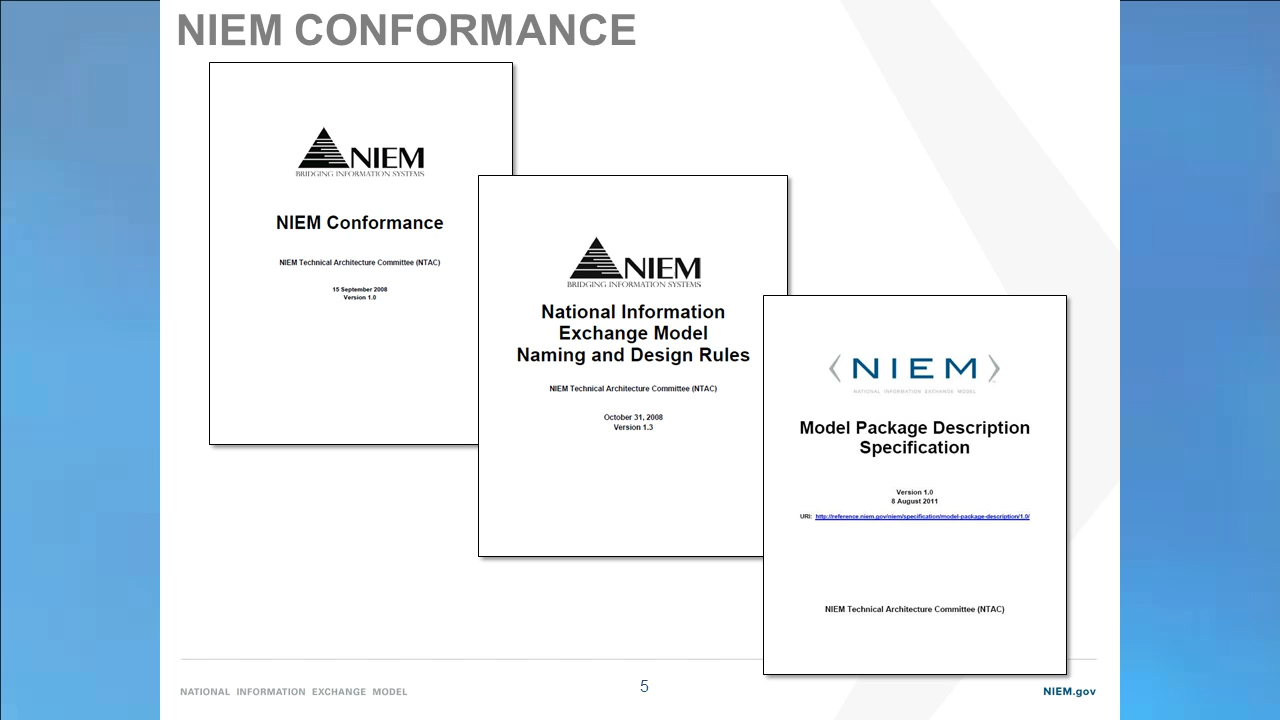 NIEM CONFORMANCE
NIEM
BRIDGING INFORMATION SYSTEMS
NIEM Conformance
NIEM Technical Architecture Committee (NTAC)
15 September 2008
Version 1.0
NIEM
BRIDGING INFORMATION SYSTEMS
National Information
Exchange Model
Naming and Design Rules
NIEM Technical Architecture Committee (NTAC)
October 31, 2008
Version 1.3
NIEM
NATIONAL INFORMATION EXCHANGE MODEL
Model Package Description
Specification
Version 1.0
8 August 2011
URI: http://reference.niem.gov/niem/specification/model-package-description/1.0/
NIEM Technical Architecture Committee (NTAC)
NATIONAL INFORMATION EXCHANGE MODEL
5
NIEM.gov